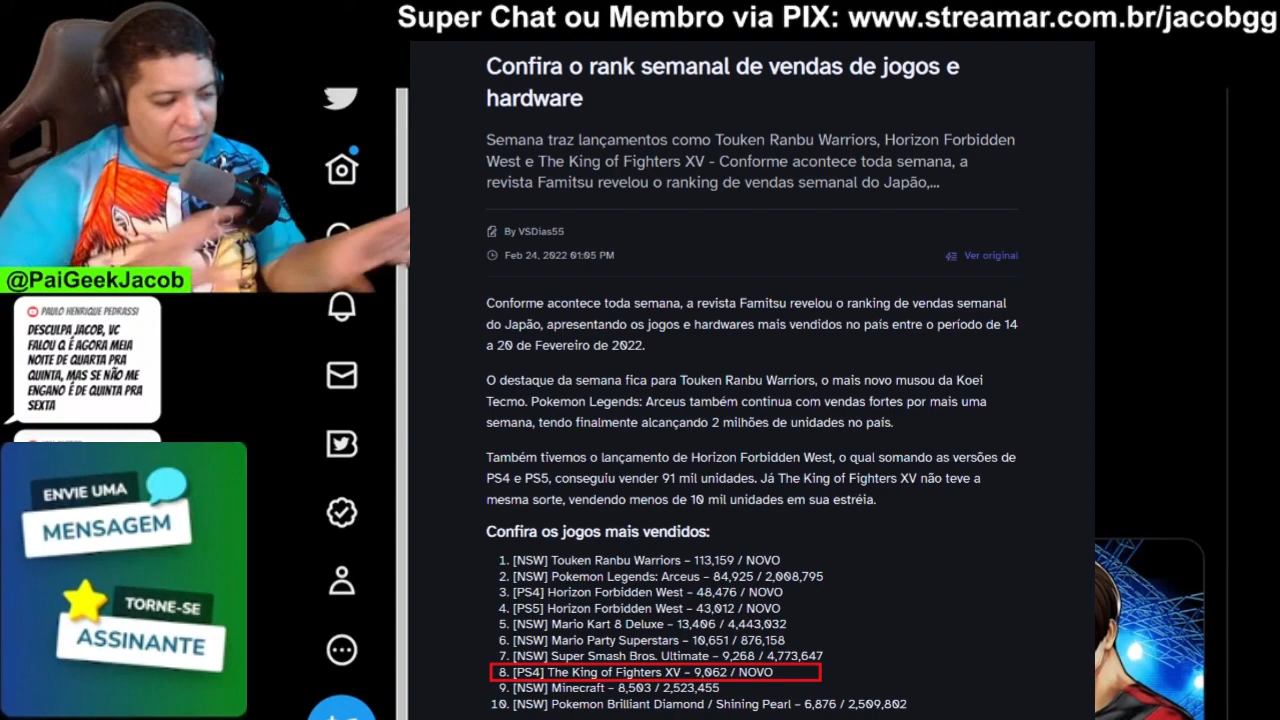 Super Chat ou Membro via PIX: www.streamar.com.br/jacobgg
Confira o rank semanal de vendas de jogos e
hardware
Semana traz lançamentos como Touken Ranbu Warriors, Horizon Forbidden
West e The King of Fighters XV - Conforme acontece toda semana, a
revista Famitsu revelou o ranking de vendas semanal do Japão,...
By VSDias55
Feb 24, 2022 01:05 PM
Ver original
Conforme acontece toda semana, a revista Famitsu revelou o ranking de vendas semanal
do Japão, apresentando os jogos e hardwares mais vendidos no país entre o período de 14
a 20 de Fevereiro de 2022.
O destaque da semana fica para Touken Ranbu Warriors, o mais novo musou da Koei
Tecmo. Pokemon Legends: Arceus também continua com vendas fortes por mais uma
semana, tendo finalmente alcançando 2 milhões de unidades no país.
Também tivemos o lançamento de Horizon Forbidden West, o qual somando as versões de
PS4 e PS5, conseguiu vender 91 mil unidades. Já The King of Fighters XV não teve a
mesma sorte, vendendo menos de 10 mil unidades em sua estréia.
Confira os jogos mais vendidos:
1. [NSW] Touken Ranbu Warriors – 113,159 / NOVO
2. [NSW] Pokemon Legends: Arceus – 84,925 / 2,008,795
3. [PS4] Horizon Forbidden West – 48,476 / NOVO
4. [PS5] Horizon Forbidden West – 43,012 / NOVO
5. [NSW] Mario Kart 8 Deluxe – 13,406 / 4,443,032
6. [NSW] Mario Party Superstars – 10,651 / 876,158
7. [NSW] Super Smash Bros. Ultimate – 9,268 / 4,773,647
8. [PS4] The King of Fighters XV – 9,062 / NOVO
9. [NSW] Minecraft – 8,503 / 2,523,455
10. [NSW] Pokemon Brilliant Diamond / Shining Pearl – 6,876 / 2,509,802
@PaiGeekJacob
PAULO HENRIQUE PEDRASSI
DESCULPA JACOB, VC
FALOU Q É AGORA MEIA
NOITE DE QUARTA PRA
QUINTA, MAS SE NÃO ME
ENGANO É DE QUINTA PRA
SEXTA
ENVIE UMA
MENSAGEM
TORNE-SE
ASSINANTE